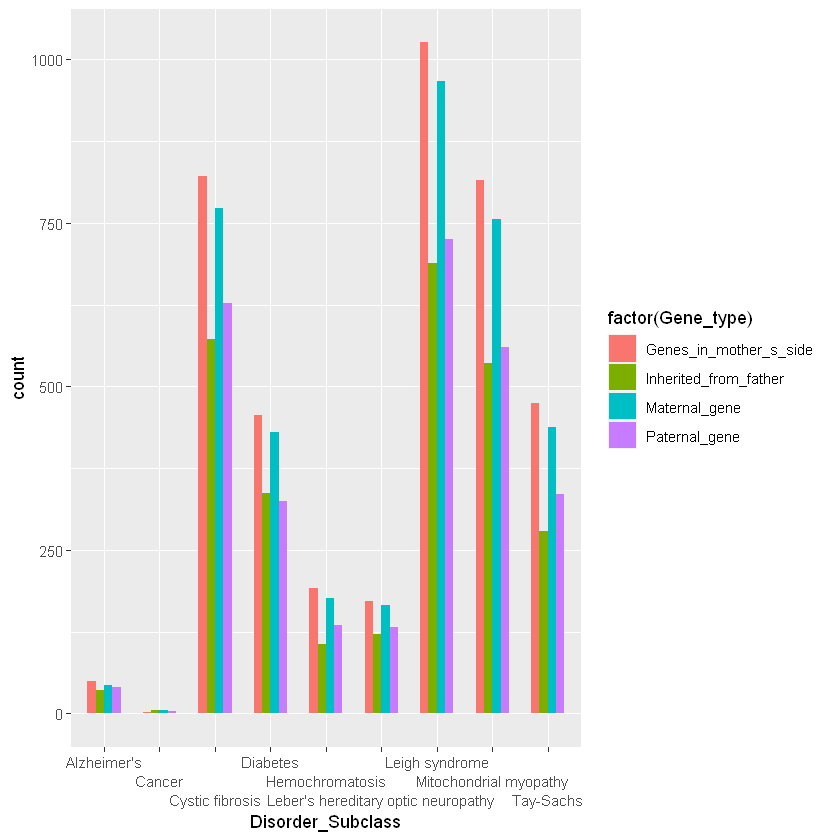 1000
750
500
250
0
count
Alzheimer's
Diabetes
Leigh syndrome
Cancer
Hemochromatosis
Mitochondrial myopathy
Cystic fibrosis
Leber's hereditary optic neuropathy
Tay-Sachs
Disorder_Subclass
factor(Gene_type)
Genes_in_mother_s_side
Inherited_from_father
Maternal_gene
Paternal_gene